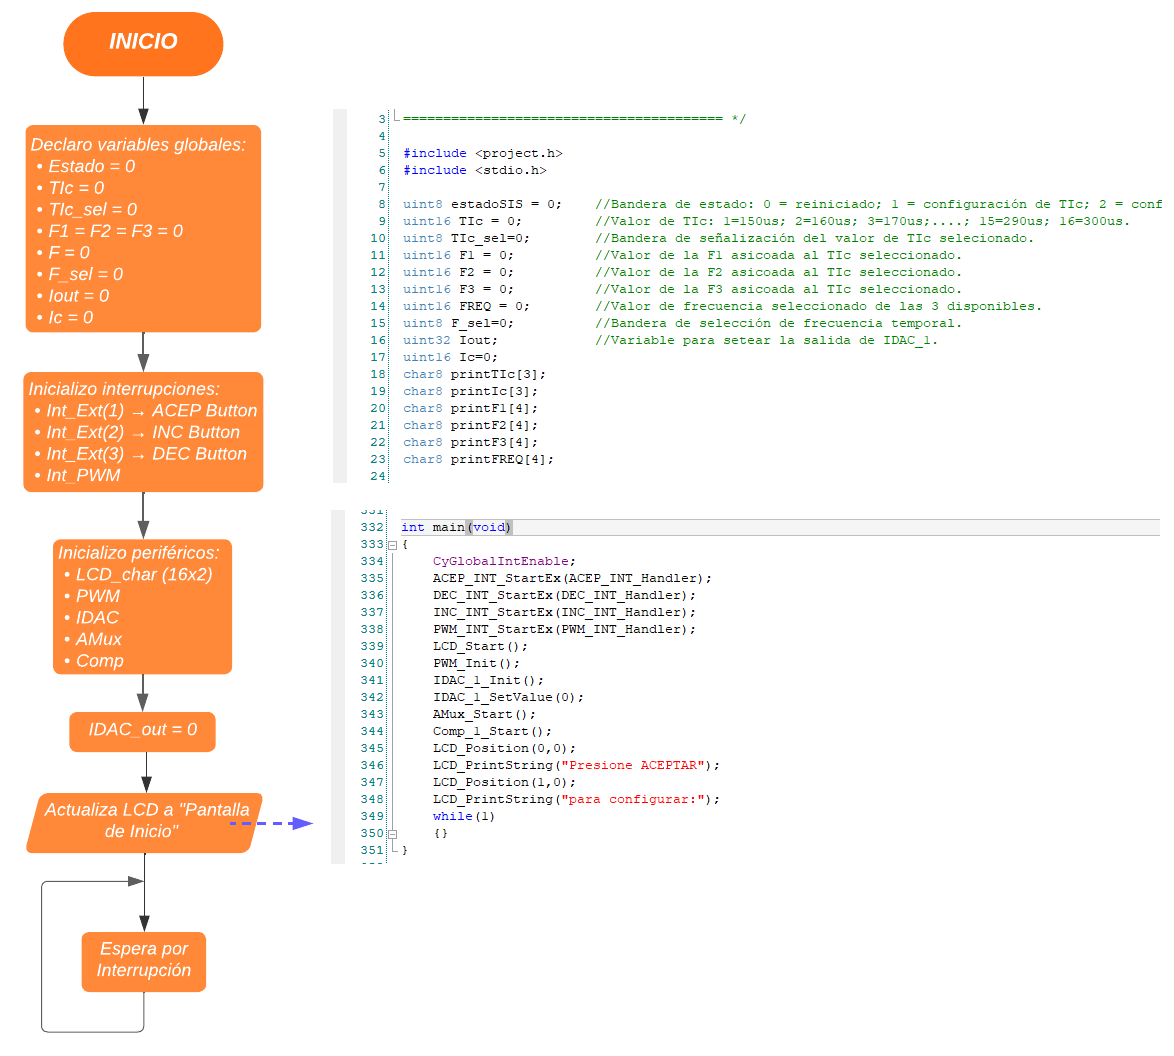 INICIO
Declaro variables globales:
• Estado = 0
• TIc = 0
• TIc_sel = 0
• F1 = F2 = F3 = 0
• F = 0
• F_sel = 0
• Iout = 0
• Ic = 0
Inicializo interrupciones:
• Int_Ext(1) → ACEP Button
• Int_Ext(2) → INC Button
• Int_Ext(3) → DEC Button
• Int_PWM
Inicializo periféricos:
• LCD_char (16x2)
• PWM
• IDAC
• AMux
• Comp
IDAC_out = 0
Actualiza LCD a "Pantalla
de Inicio"
Espera por
Interrupción
3 ======================================== */
4
5 #include <project.h>
6 #include <stdio.h>
7
8 uint8 estadoSIS = 0; //Bandera de estado: 0 = reiniciado; 1 = configuración de TIc; 2 = conf
9 uint16 TIc = 0; //Valor de TIc: 1=150us; 2=160us; 3=170us;....; 15=290us; 16=300us.
10 uint8 TIc_sel=0; //Bandera de señalización del valor de TIc selecionado.
11 uint16 F1 = 0; //Valor de la F1 asicoada al TIc seleccionado.
12 uint16 F2 = 0; //Valor de la F2 asicoada al TIc seleccionado.
13 uint16 F3 = 0; //Valor de la F3 asicoada al TIc seleccionado.
14 uint16 FREQ = 0; //Valor de frecuencia seleccionado de las 3 disponibles.
15 uint8 F_sel=0; //Bandera de selección de frecuencia temporal.
16 uint32 Iout; //Variable para setear la salida de IDAC_1.
17 uint16 Ic=0;
18 char8 printTIc[3];
19 char8 printIc[3];
20 char8 printF1[4];
21 char8 printF2[4];
22 char8 printF3[4];
23 char8 printFREQ[4];
24
331
332 int main(void)
333 {
334 CyGlobalIntEnable;
335 ACEP_INT_StartEx(ACEP_INT_Handler);
336 DEC_INT_StartEx(DEC_INT_Handler);
337 INC_INT_StartEx(INC_INT_Handler);
338 PWM_INT_StartEx(PWM_INT_Handler);
339 LCD_Start();
340 PWM_Init();
341 IDAC_1_Init();
342 IDAC_1_SetValue(0);
343 AMux_Start();
344 Comp_1_Start();
345 LCD_Position(0,0);
346 LCD_PrintString("Presione ACEPTAR");
347 LCD_Position(1,0);
348 LCD_PrintString("para configurar:");
349 while(1)
350 {}
351 }